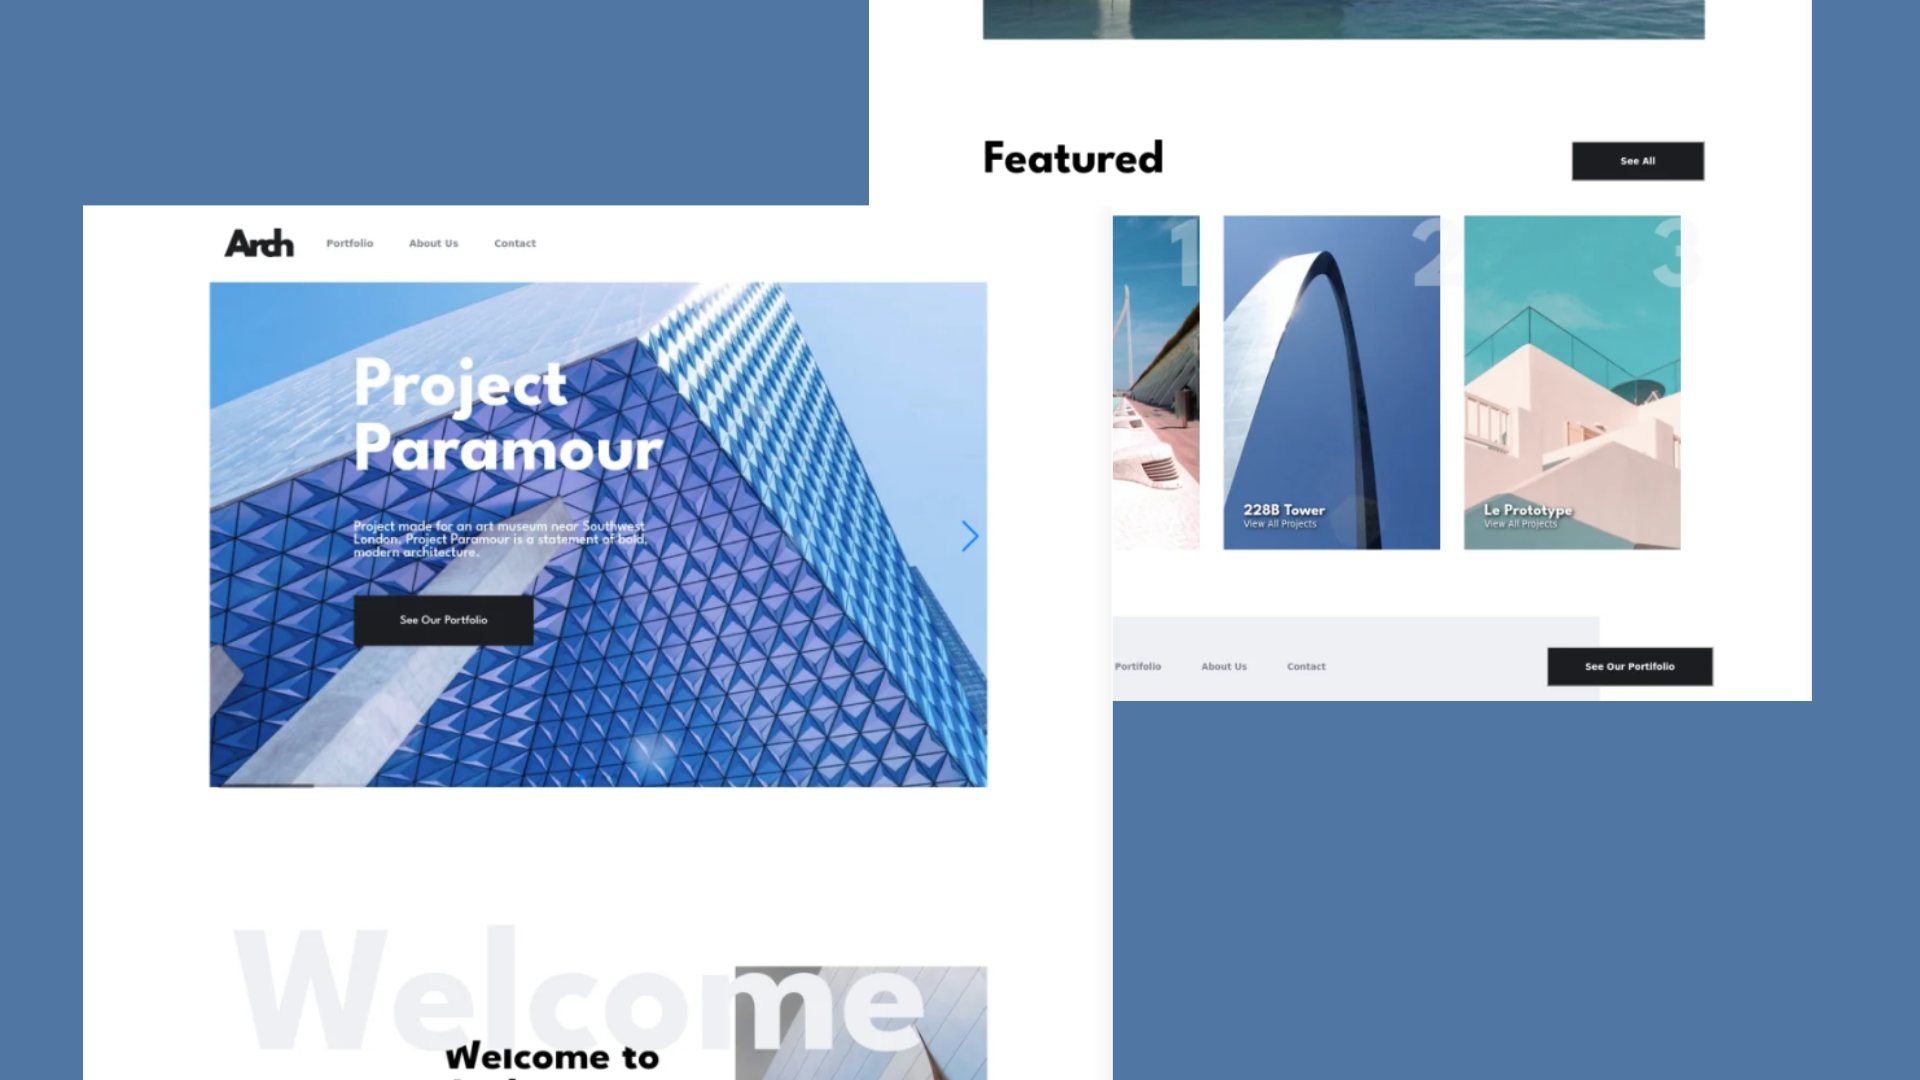 Arch
Portfolio
About Us
Contact
Project
Paramour
Project made for an art museum near Southwest
London. Project Paramour is a statement of bold,
modern architecture.
See Our Portfolio
Welcome
Welcome to
Featured
See All
1
2
3
228B Tower
View All Projects
Le Prototype
View All Projects
Portifolio
About Us
Contact
See Our Portifolio